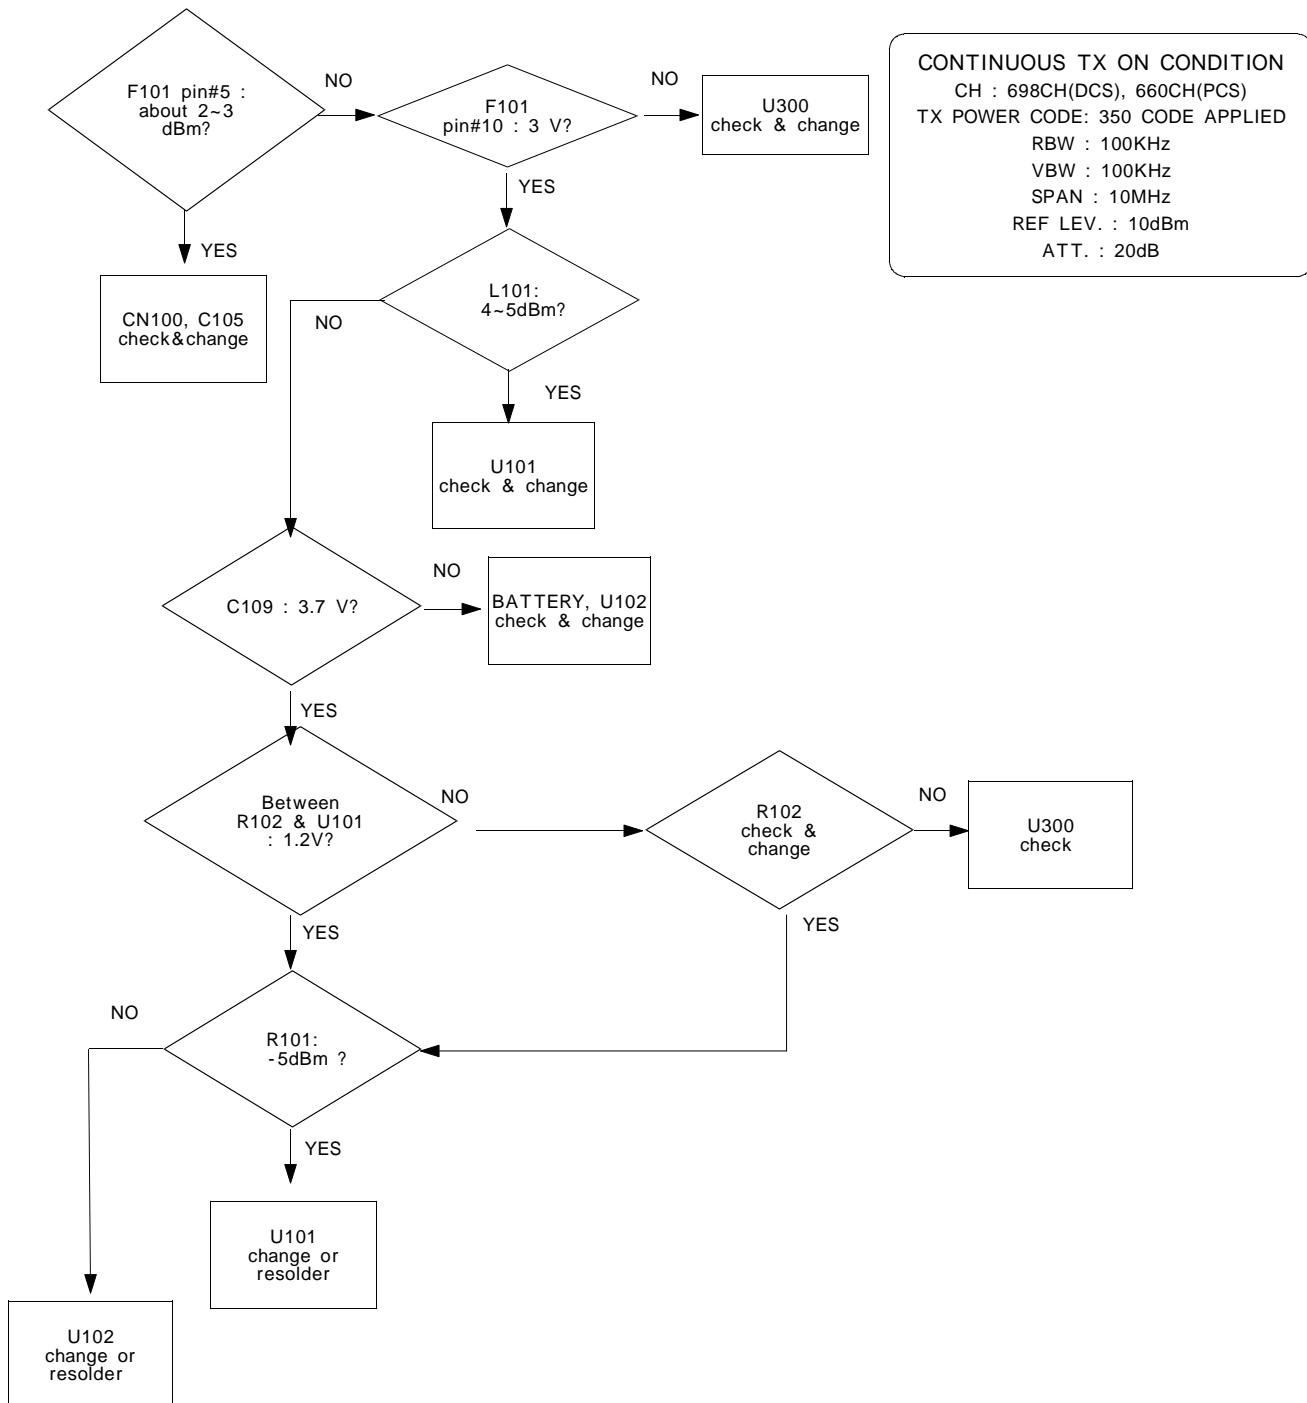 F101 pin#5 :
about 2~3
dBm?
NO
F101
pin#10 : 3 V?
NO
U300
check & change
CONTINUOUS TX ON CONDITION
CH : 698CH(DCS), 660CH(PCS)
TX POWER CODE: 350 CODE APPLIED
RBW : 100KHz
VBW : 100KHz
SPAN : 10MHz
REF LEV. : 10dBm
ATT. : 20dB
YES
YES
CN100, C105
check&change
L101:
4~5dBm?
NO
YES
U101
check & change
C109 : 3.7 V?
NO
BATTERY, U102
check & change
YES
Between
R102 & U101
: 1.2V?
NO
R102
check &
change
NO
U300
check
YES
YES
R101:
-5dBm ?
NO
YES
U101
change or
resolder
U102
change or
resolder